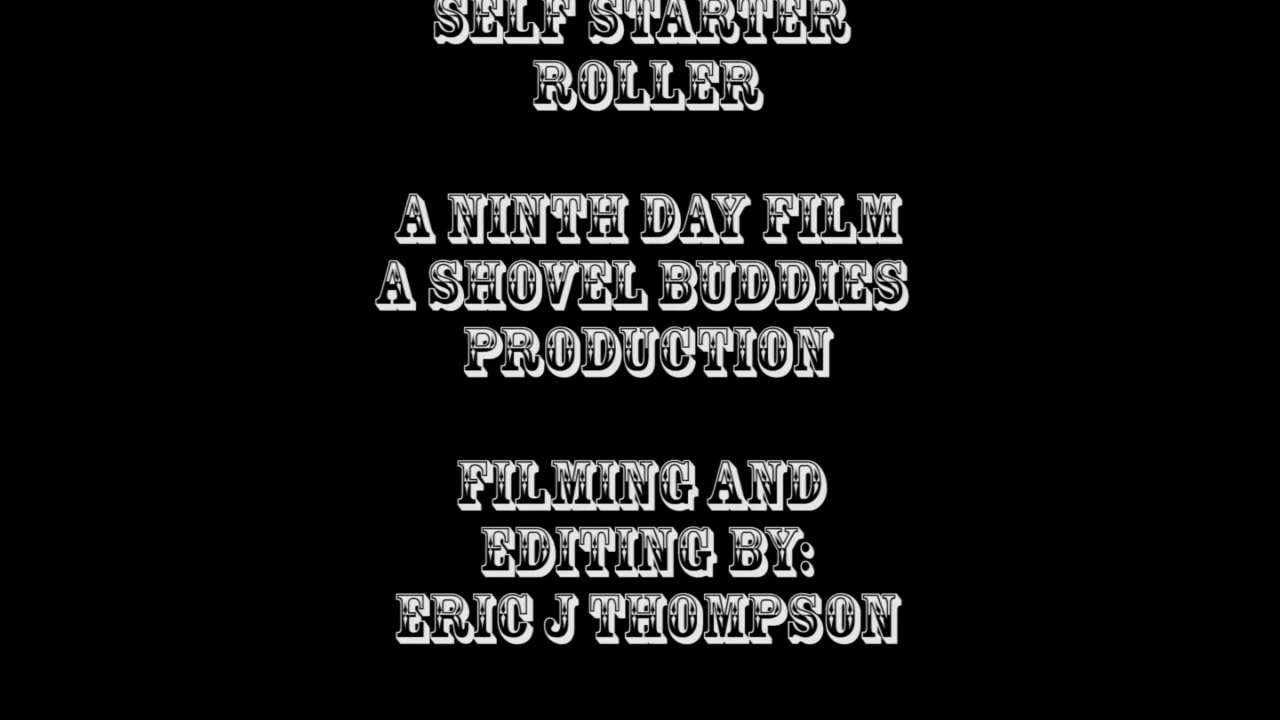 SELF STARTER
ROLLER
A NINTH DAY FILM
A SHOVEL BUDDIES
PRODUCTION
FILMING AND
EDITING BY:
ERIC J THOMPSON